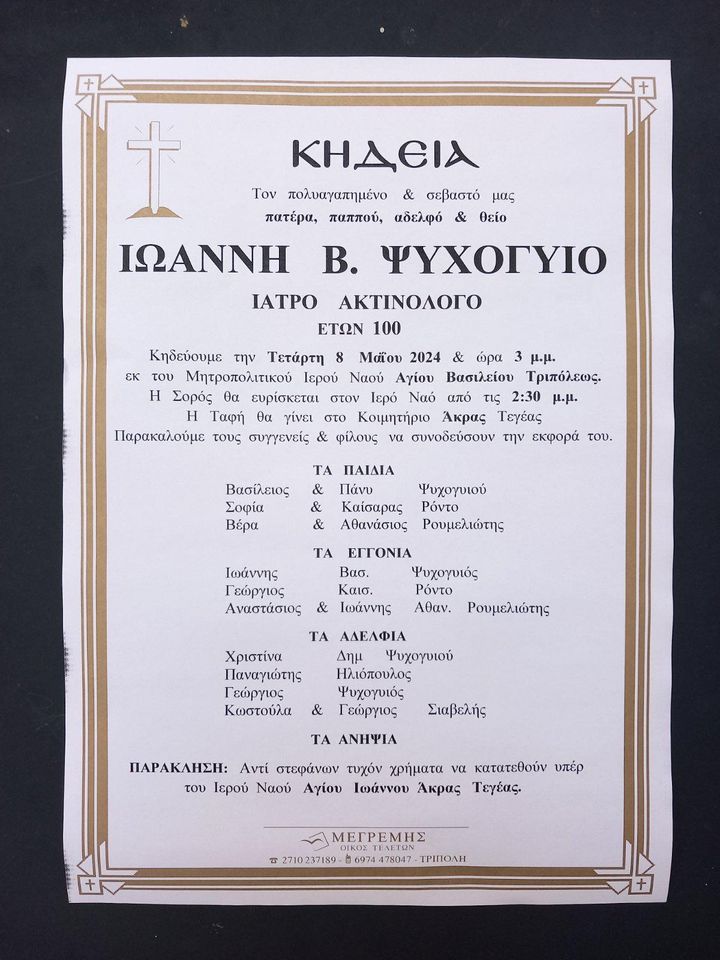 ΚΗΔΕΙΑ
Τον πολυαγαπημένο & σεβαστό μας
πατέρα, παππού, αδελφό & θείο
ΙΩΑΝΝΗ Β. ΨΥΧΟΓΥΙΟ
ΙΑΤΡΟ ΑΚΤΙΝΟΛΟΓΟ
ΕΤΩΝ 100
Κηδεύουμε την Τετάρτη 8 Μαΐου 2024 & ώρα 3 μ.μ.
εκ του Μητροπολιτικού Ιερού Ναού Αγίου Βασιλείου Τριπόλεως.
Η Σορός θα ευρίσκεται στον Ιερό Ναό από τις 2:30 μ.μ.
Η Ταφή θα γίνει στο Κοιμητήριο Άκρας Τεγέας
Παρακαλούμε τους συγγενείς & φίλους να συνοδεύσουν την εκφορά του.
ΤΑ ΠΑΙΔΙΑ
Βασίλειος & Πάνυ Ψυχογυιού
Σοφία & Καίσαρας Ρόντο
Βέρα & Αθανάσιος Ρουμελιώτης
ΤΑ ΕΓΓΟΝΙΑ
Ιωάννης Βασ. Ψυχογυιός
Γεώργιος Καισ. Ρόντο
Αναστάσιος & Ιωάννης Αθαν. Ρουμελιώτης
ΤΑ ΑΔΕΛΦΙΑ
Χριστίνα Δημ Ψυχογυιού
Παναγιώτης Ηλιόπουλος
Γεώργιος Ψυχογυιός
Κωστούλα & Γεώργιος Σιαβελής
ΤΑ ΑΝΗΨΙΑ
ΠΑΡΑΚΛΗΣΗ: Αντί στεφάνων τυχόν χρήματα να κατατεθούν υπέρ
του Ιερού Ναού Αγίου Ιωάννου Άκρας Τεγέας.
ΜΕΓΡΕΜΗΣ
ΟΙΚΟΣ ΤΕΛΕΤΩΝ
2710 237189 - 6974 478047 - ΤΡΙΠΟΛΗ